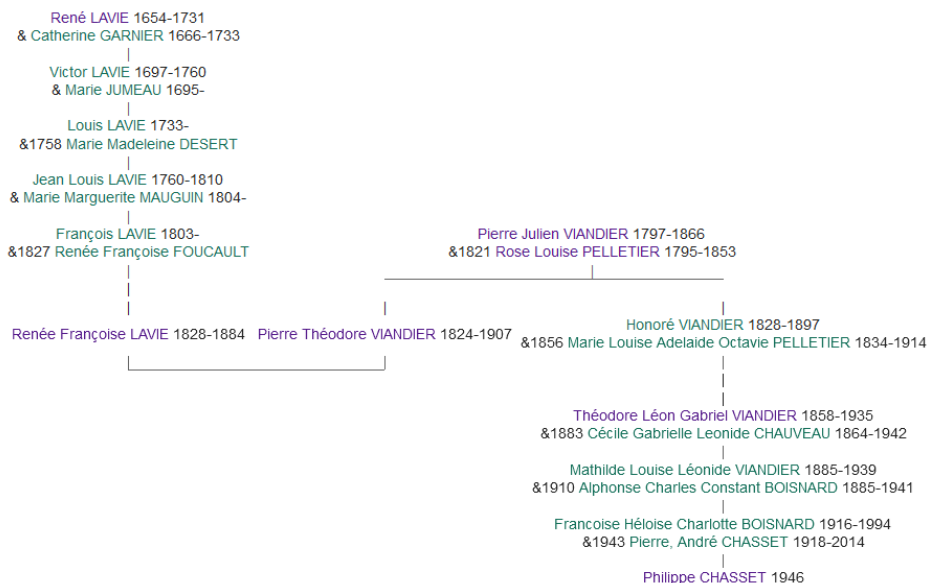 René LAVIE 1654-1731
& Catherine GARNIER 1666-1733
Victor LAVIE 1697-1760
& Marie JUMEAU 1695-
Louis LAVIE 1733-
&1758 Marie Madeleine DESERT
Jean Louis LAVIE 1760-1810
& Marie Marguerite MAUGUIN 1804-
François LAVIE 1803-
&1827 Renée Françoise FOUCAULT
Pierre Julien VIANDIER 1797-1866
&1821 Rose Louise PELLETIER 1795-1853
Renée Françoise LAVIE 1828-1884
Pierre Théodore VIANDIER 1824-1907
Honoré VIANDIER 1828-1897
&1856 Marie Louise Adelaide Octavie PELLETIER 1834-1914
Théodore Léon Gabriel VIANDIER 1858-1935
&1883 Cécile Gabrielle Leonide CHAUVEAU 1864-1942
Mathilde Louise Léonide VIANDIER 1885-1939
&1910 Alphonse Charles Constant BOISNARD 1885-1941
Francoise Héloise Charlotte BOISNARD 1916-1994
&1943 Pierre, André CHASSET 1918-2014
Philippe CHASSET 1946